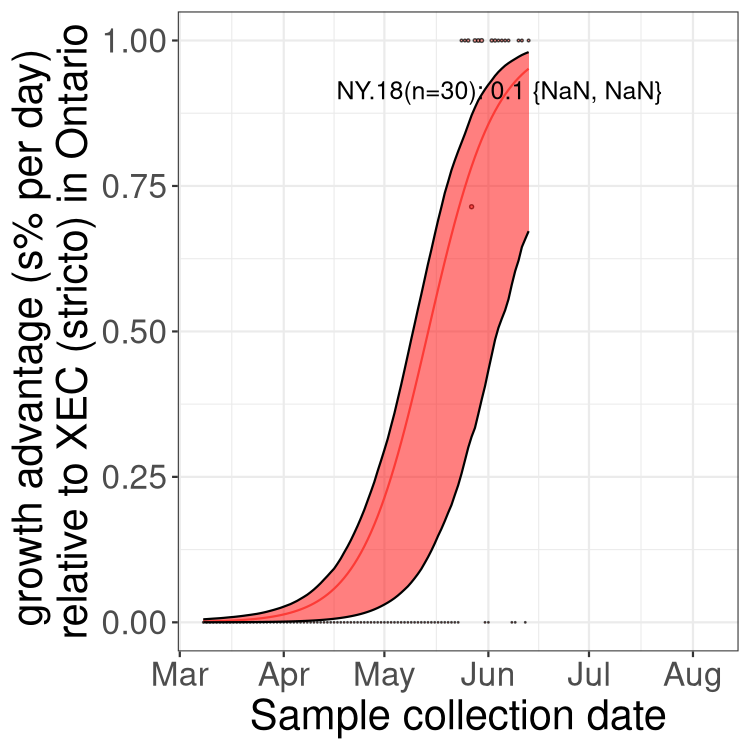 growth advantage (s% per day)
relative to XEC (stricto) in Ontario
1.00
0.75
0.50
0.25
0.00
NY.18(n=30): 0.1 {NaN, NaN}
Mar Apr May Jun Jul Aug
Sample collection date